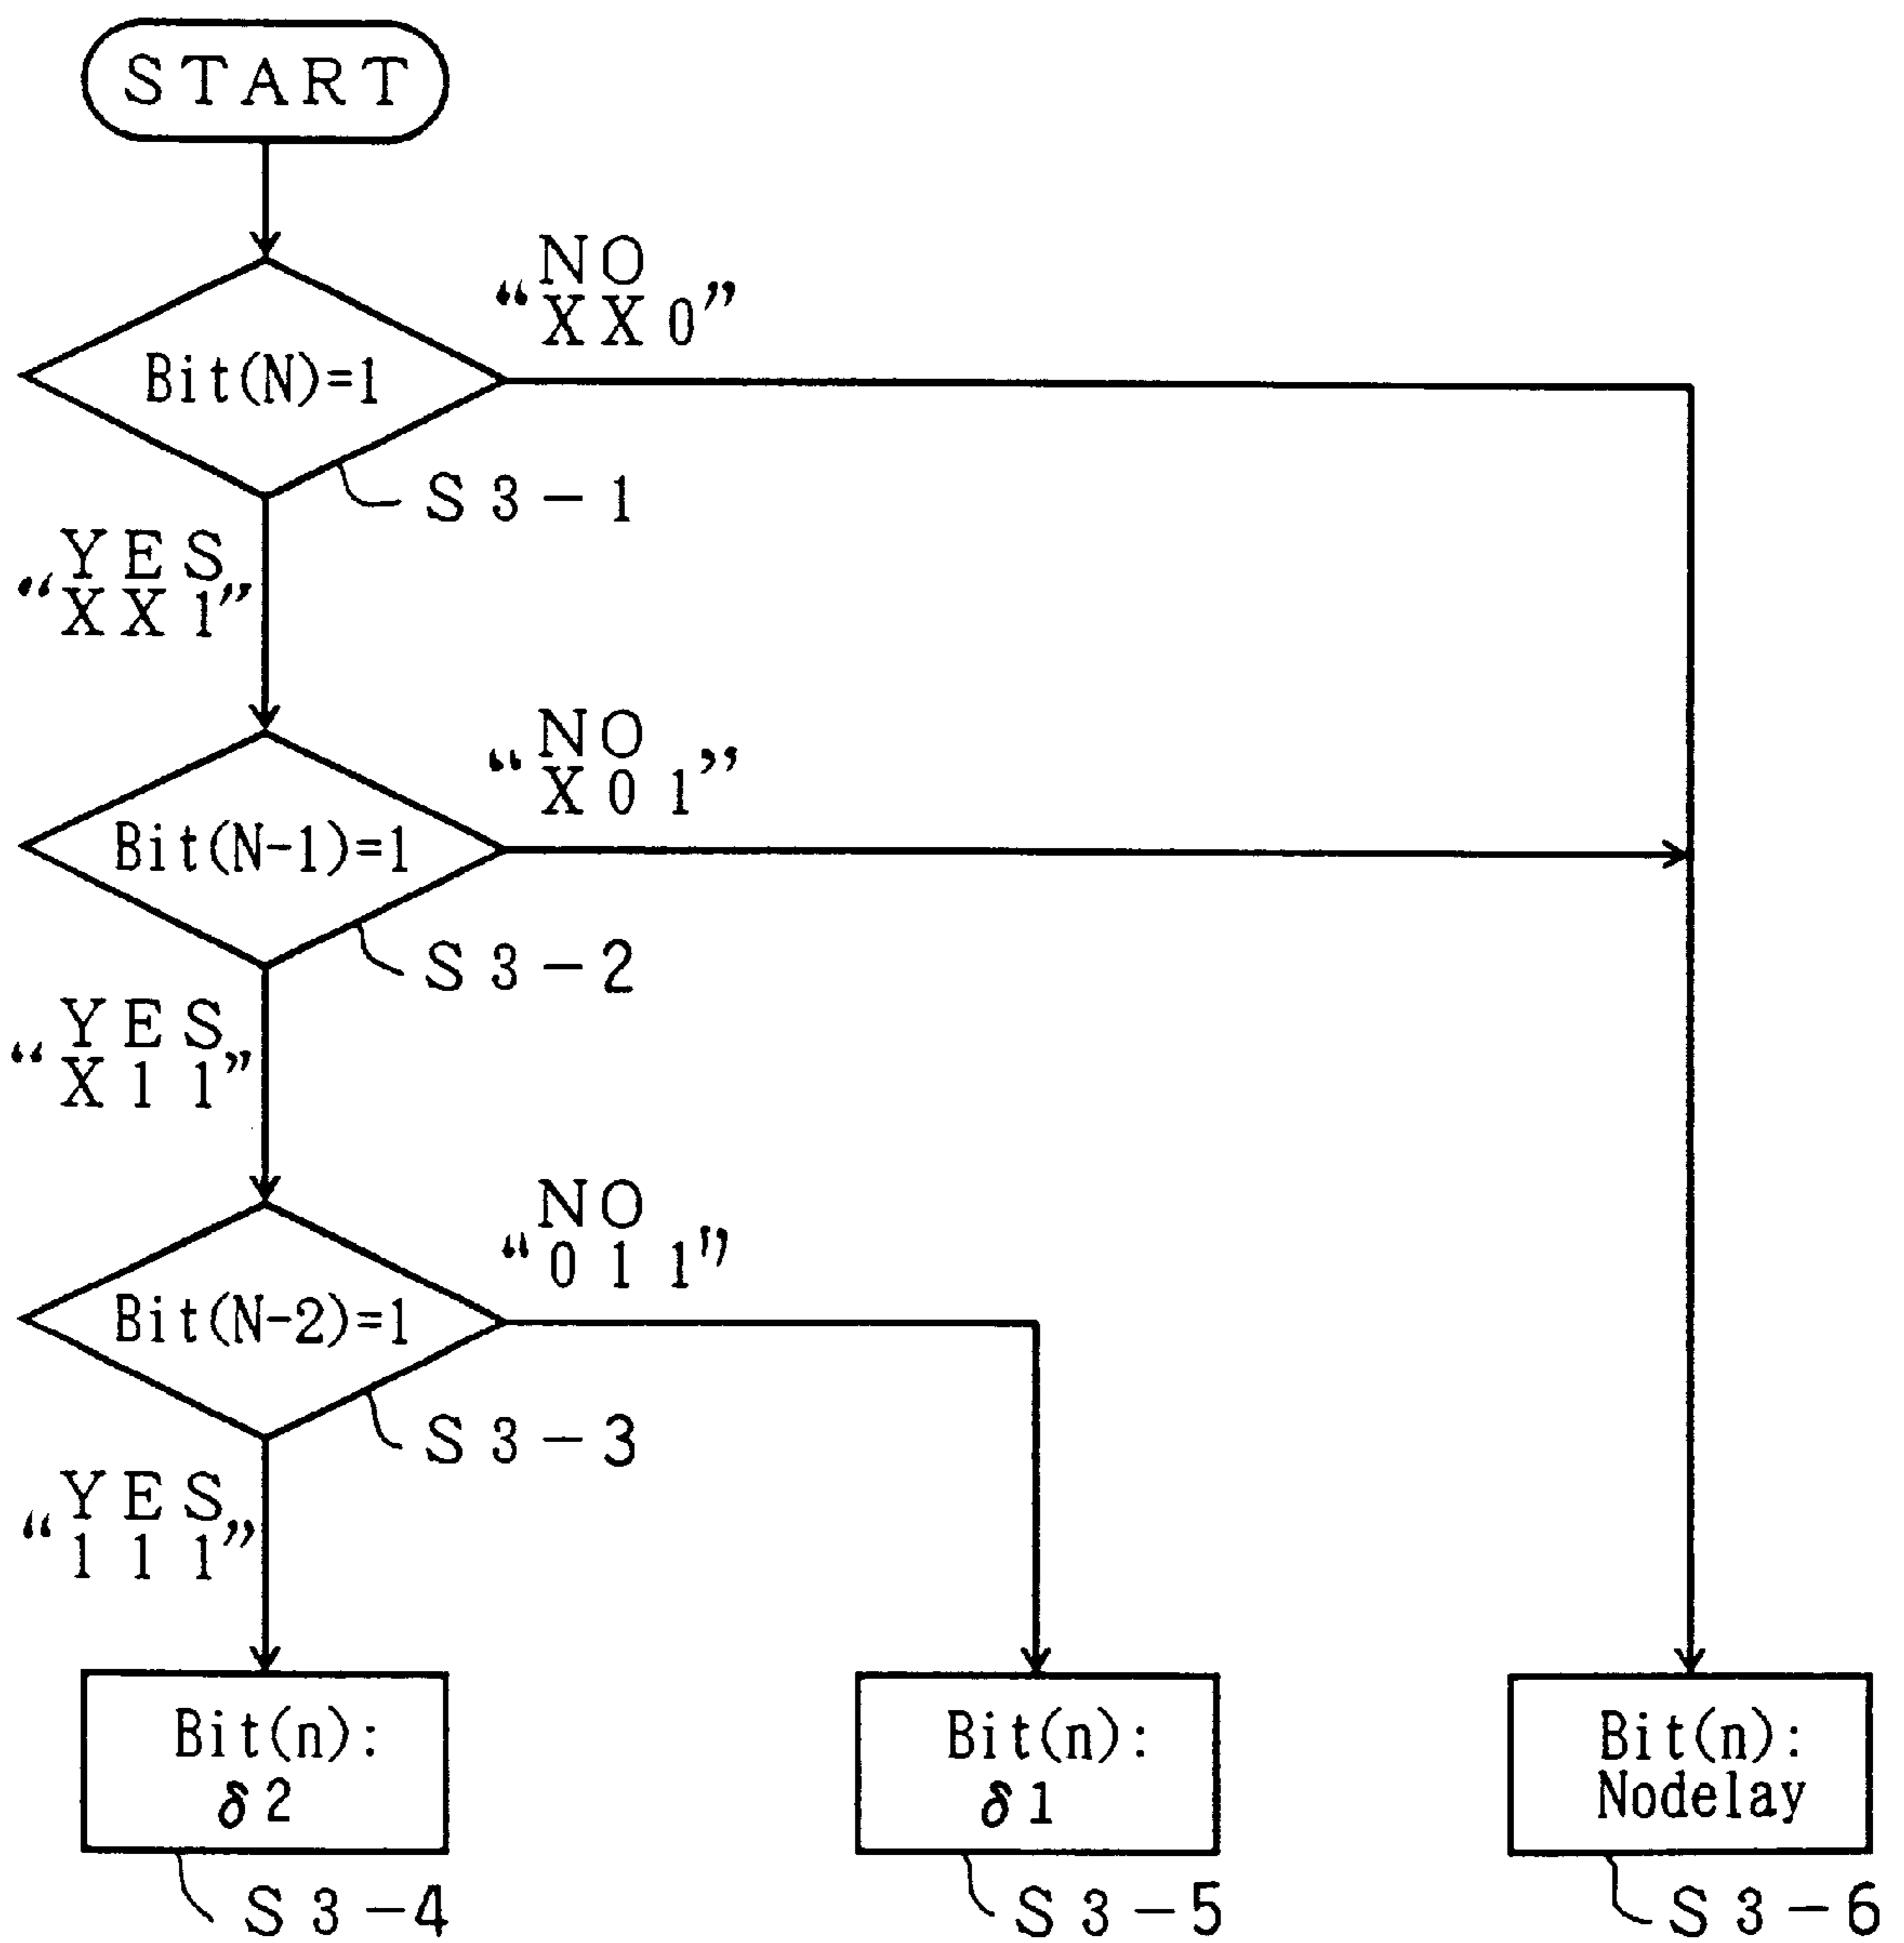 START
NO
“XX0”
Bit(N)=1
S3-1
YES
“XX1”
NO
“X01”
Bit(N-1)=1
S3-2
YES
“X11”
NO
“011”
Bit(N-2)=1
S3-3
YES
“111”
Bit(n):
δ2
Bit(n):
δ1
Bit(n):
Nodelay
S3-4
S3-5
S3-6